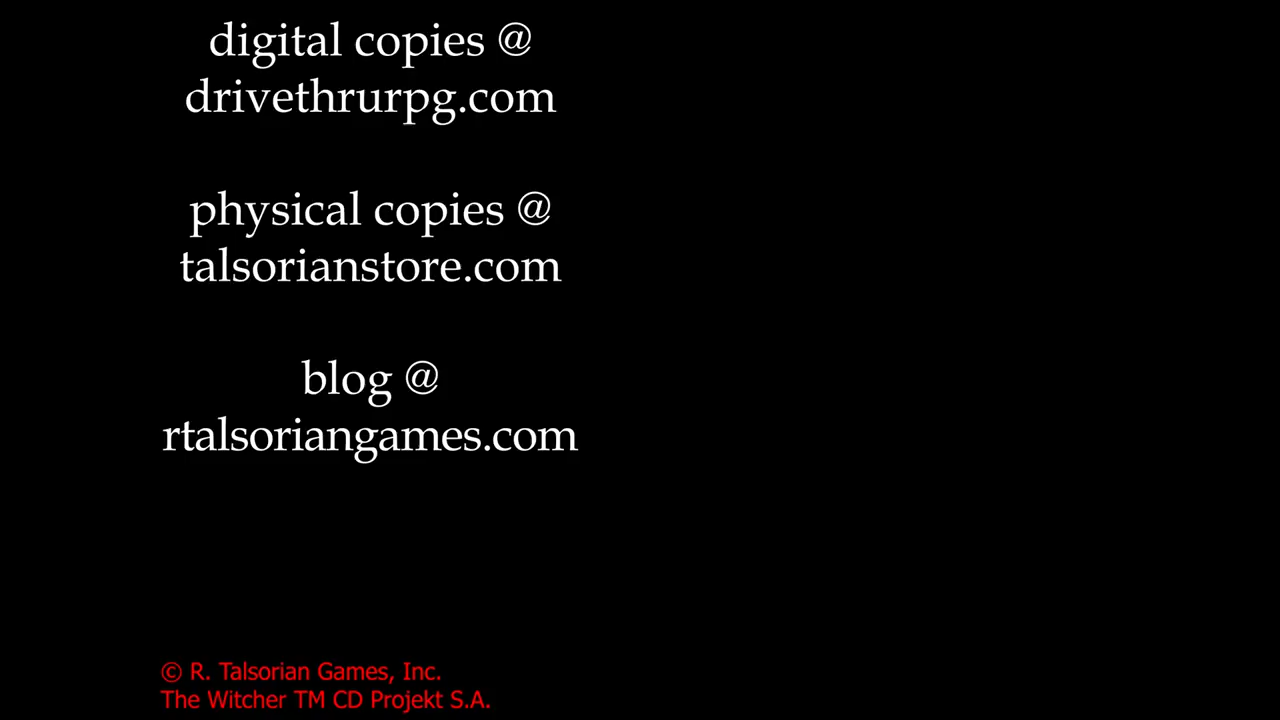 digital copies @
drivethrurpg.com
physical copies @
talsorianstore.com
blog @
rtalsoriangames.com
© R. Talsorian Games, Inc.
The Witcher TM CD Projekt S.A.